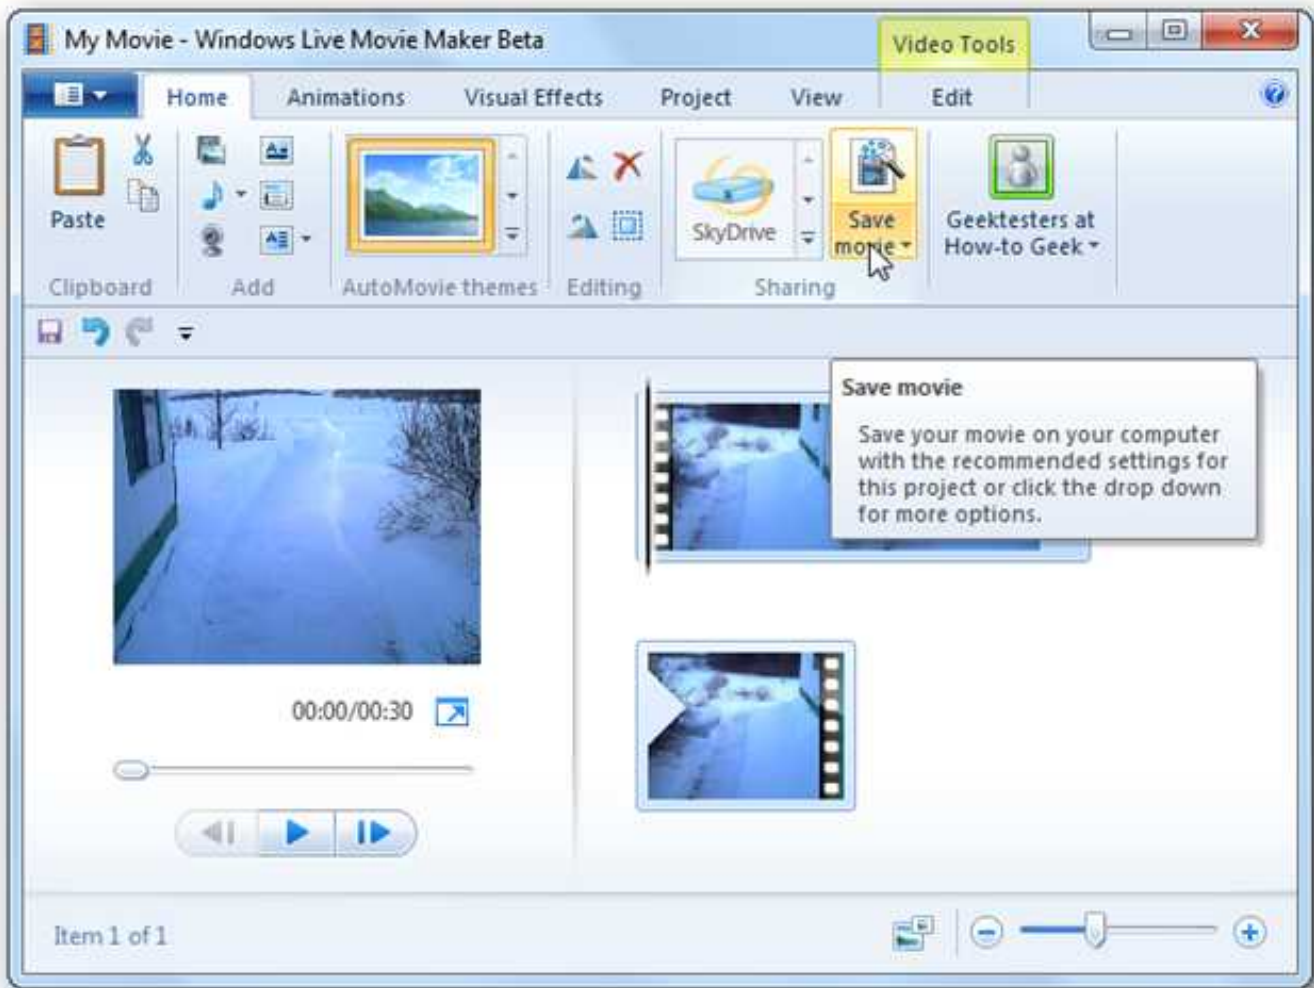 My Movie - Windows Live Movie Maker Beta
Video Tools
Home Animations Visual Effects Project View Edit
Paste
SkyDrive
Save
movie
Geektesters at
How-to Geek
Clipboard Add AutoMovie themes Editing Sharing
Save movie
Save your movie on your computer
with the recommended settings for
this project or click the drop down
for more options.
00:00/00:30
Item 1 of 1